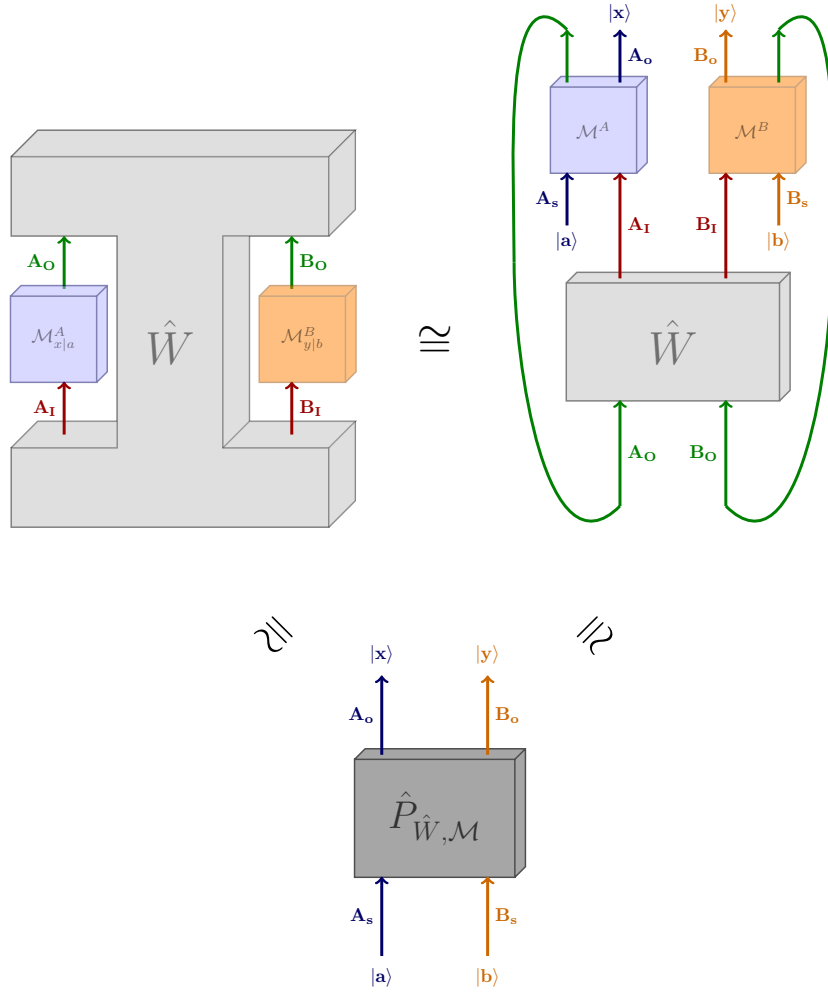 |x⟩ |y⟩
A_o B_o
ℳ^A ℳ^B
A_s A_I B_I B_s
|a⟩ |b⟩
A_O B_O
ℳ^A_{x|a} Ŵ ℳ^B_{y|b}
A_I B_I
≅
Ŵ
A_O B_O
≅ ≅
|x⟩ |y⟩
A_o B_o
P̂_{Ŵ,ℳ}
A_s B_s
|a⟩ |b⟩